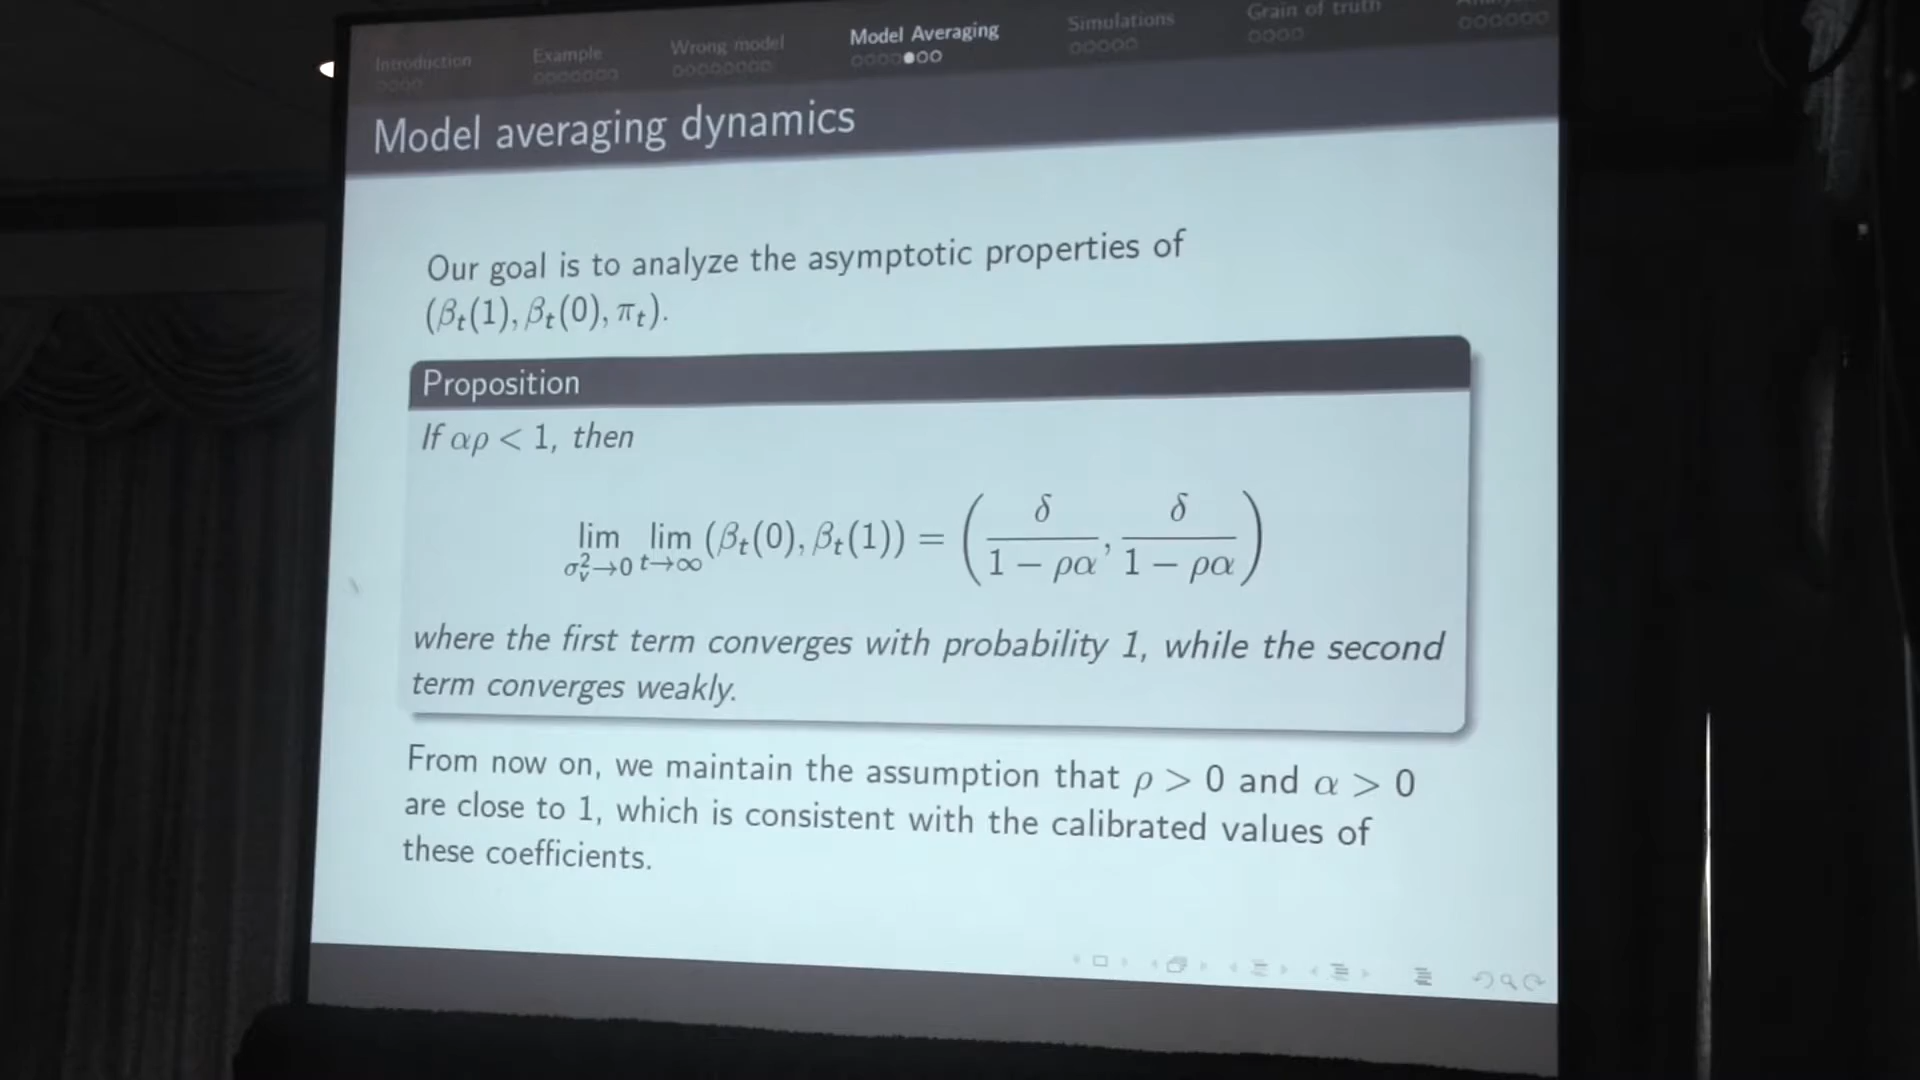 Introduction Example Wrong model Model Averaging Simulations Grain of truth
Model averaging dynamics
Our goal is to analyze the asymptotic properties of
(βt(1), βt(0), πt).
Proposition
If αρ < 1, then
lim_{σ_v^2→0} lim_{t→∞} (βt(0), βt(1)) = (δ/(1 − ρα), δ/(1 − ρα))
where the first term converges with probability 1, while the second
term converges weakly.
From now on, we maintain the assumption that ρ > 0 and α > 0
are close to 1, which is consistent with the calibrated values of
these coefficients.